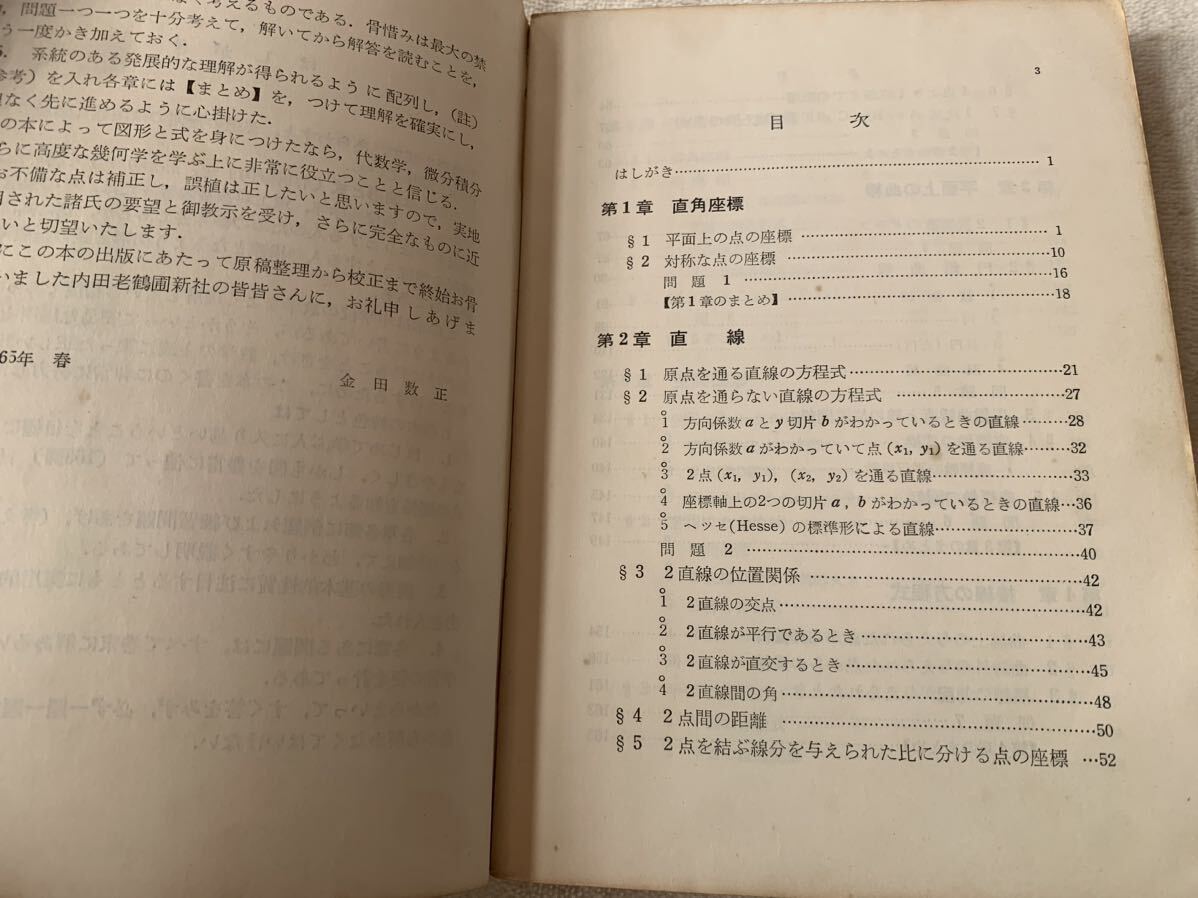 く考えるものである．骨惜みは最大の禁
，問題一つ一つを十分考えて，解いてから解答を読むことを，
う一度かき加えておく．
系統のある発展的な理解が得られるように配列し，（註）
参考）を入れ各章には【まとめ】を，つけて理解を確実にし，
なく先に進めるように心掛けた．
の本によって図形と式を身につけたなら，代数学，微分積分
らに高度な幾何学を学ぶ上に非常に役立つことと信じる．
お不備な点は補正し，誤植は正したいと思いますので，実地
された諸氏の要望と御教示を受け，さらに完全なものに近
いと切望いたします．
にこの本の出版にあたって原稿整理から校正まで終始お骨
いました内田老鶴圃新社の皆皆さんに，お礼申しあげま
65年 春
金田数正
3
目次
はしがき……1
第1章 直角座標
§1 平面上の点の座標……1
§2 対称な点の座標……10
問題 1……16
【第1章のまとめ】……18
第2章 直線
§1 原点を通る直線の方程式……21
§2 原点を通らない直線の方程式……27
1° 方向係数aとy切片bがわかっているときの直線……28
2° 方向係数aがわかっていて点(x₁, y₁)を通る直線……32
3° 2点(x₁, y₁)，(x₂, y₂)を通る直線……33
4° 座標軸上の2つの切片a，bがわかっているときの直線…36
5° ヘッセ(Hesse)の標準形による直線……37
問題 2……40
§3 2直線の位置関係……42
1° 2直線の交点……42
2° 2直線が平行であるとき……43
3° 2直線が直交するとき……45
4° 2直線間の角……48
§4 2点間の距離……50
§5 2点を結ぶ線分を与えられた比に分ける点の座標…52